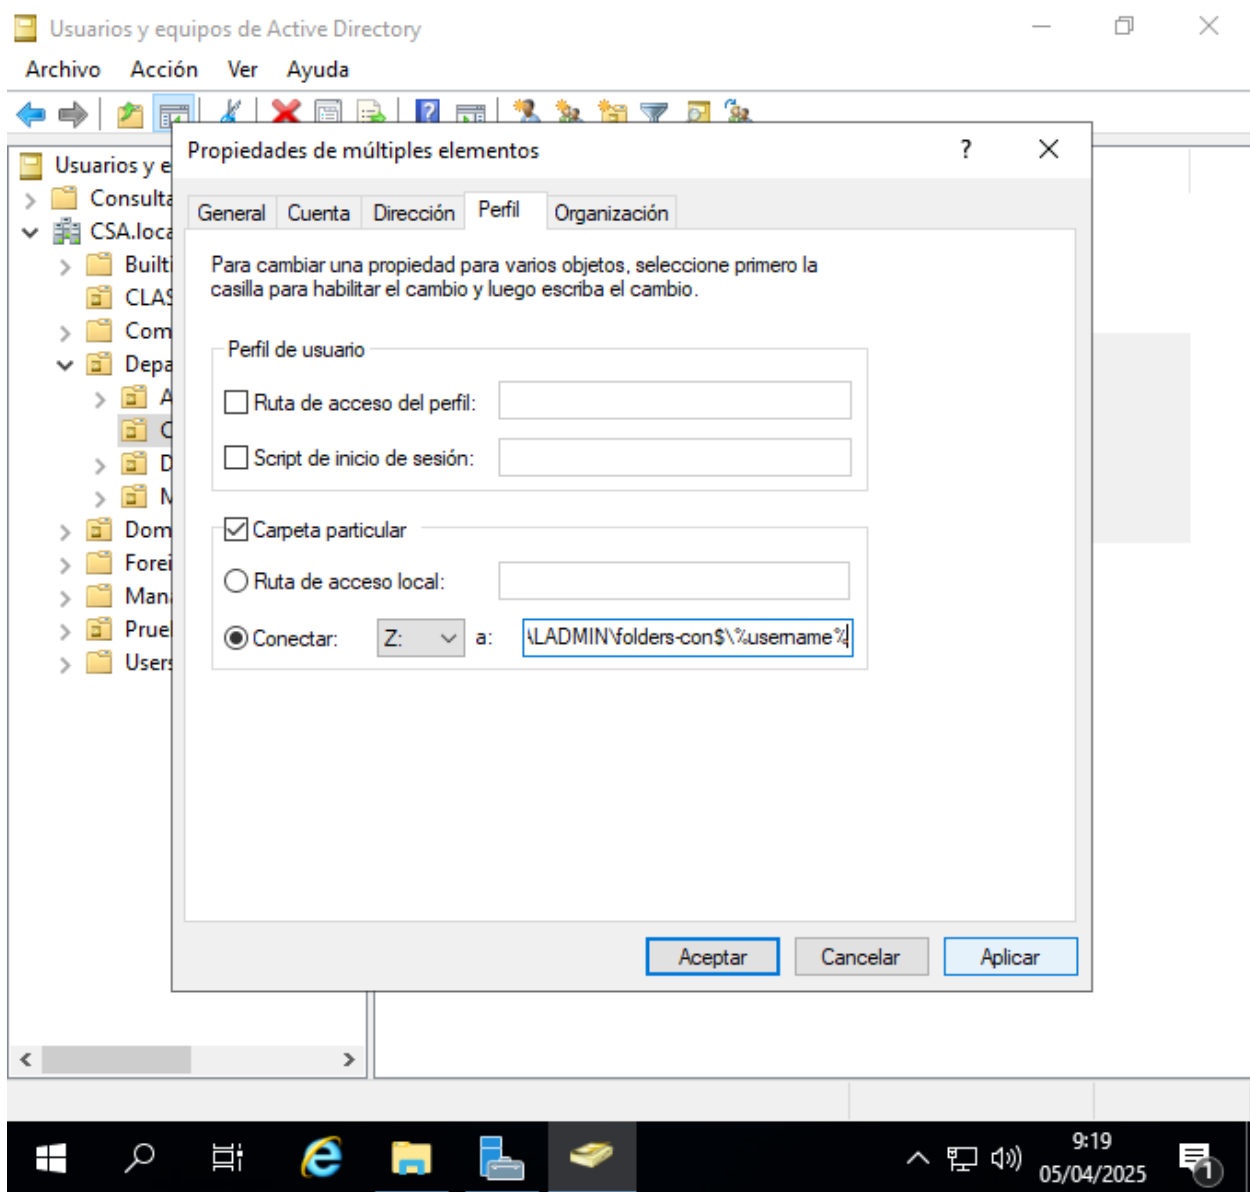 Usuarios y equipos de Active Directory
Archivo Acción Ver Ayuda
Propiedades de múltiples elementos ?
Usuarios y e
Consulta
CSA.loca
Builti
CLAS
Com
Depa
A
C
D
M
Dom
Forei
Mana
Prue
Users
General Cuenta Dirección Perfil Organización
Para cambiar una propiedad para varios objetos, seleccione primero la
casilla para habilitar el cambio y luego escriba el cambio.
Perfil de usuario
Ruta de acceso del perfil:
Script de inicio de sesión:
Carpeta particular
Ruta de acceso local:
Conectar: Z: a: \LADMIN\folders-con$\%username%
Aceptar Cancelar Aplicar
9:19
05/04/2025
1